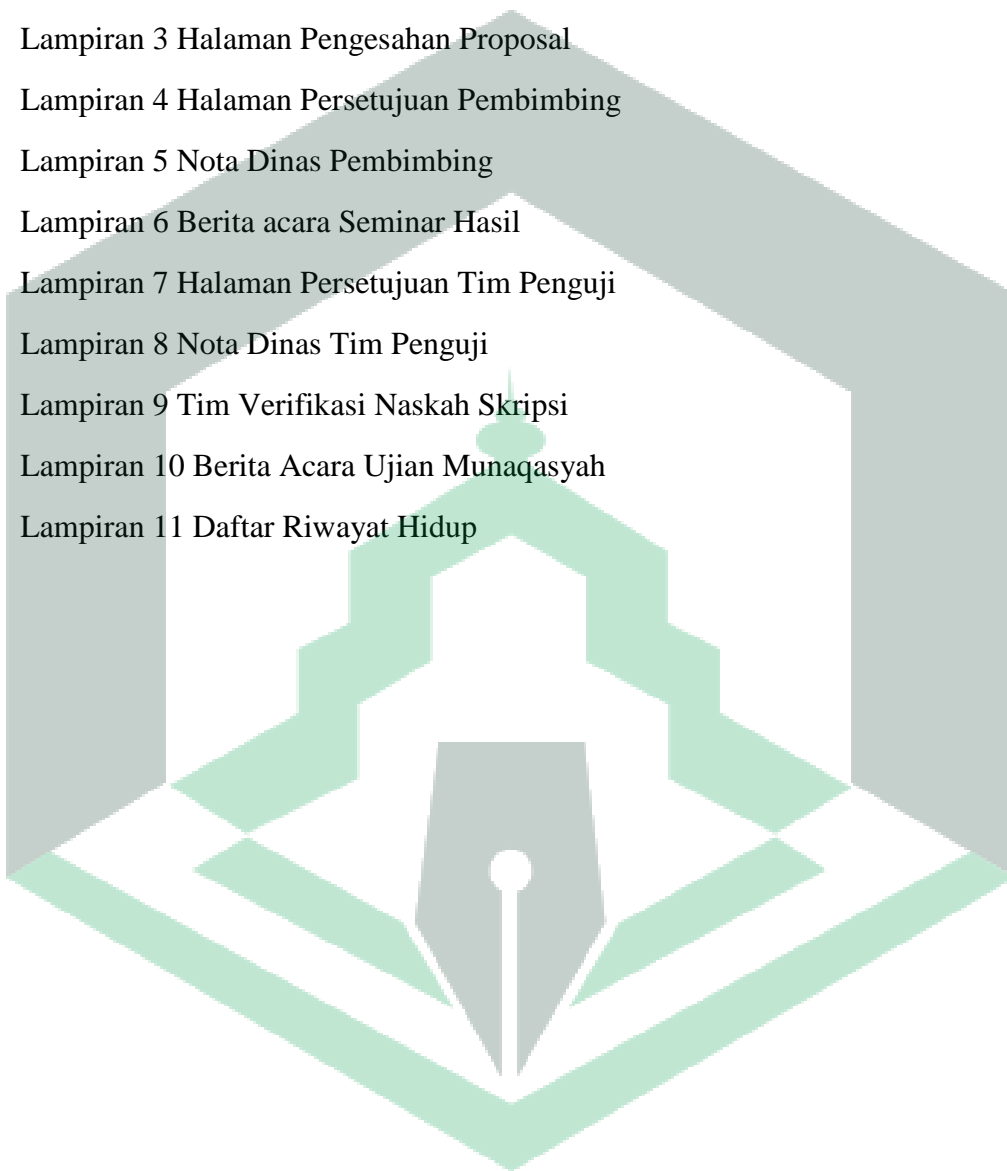 Lampiran 3 Halaman Pengesahan Proposal
Lampiran 4 Halaman Persetujuan Pembimbing
Lampiran 5 Nota Dinas Pembimbing
Lampiran 6 Berita acara Seminar Hasil
Lampiran 7 Halaman Persetujuan Tim Penguji
Lampiran 8 Nota Dinas Tim Penguji
Lampiran 9 Tim Verifikasi Naskah Skripsi
Lampiran 10 Berita Acara Ujian Munaqasyah
Lampiran 11 Daftar Riwayat Hidup